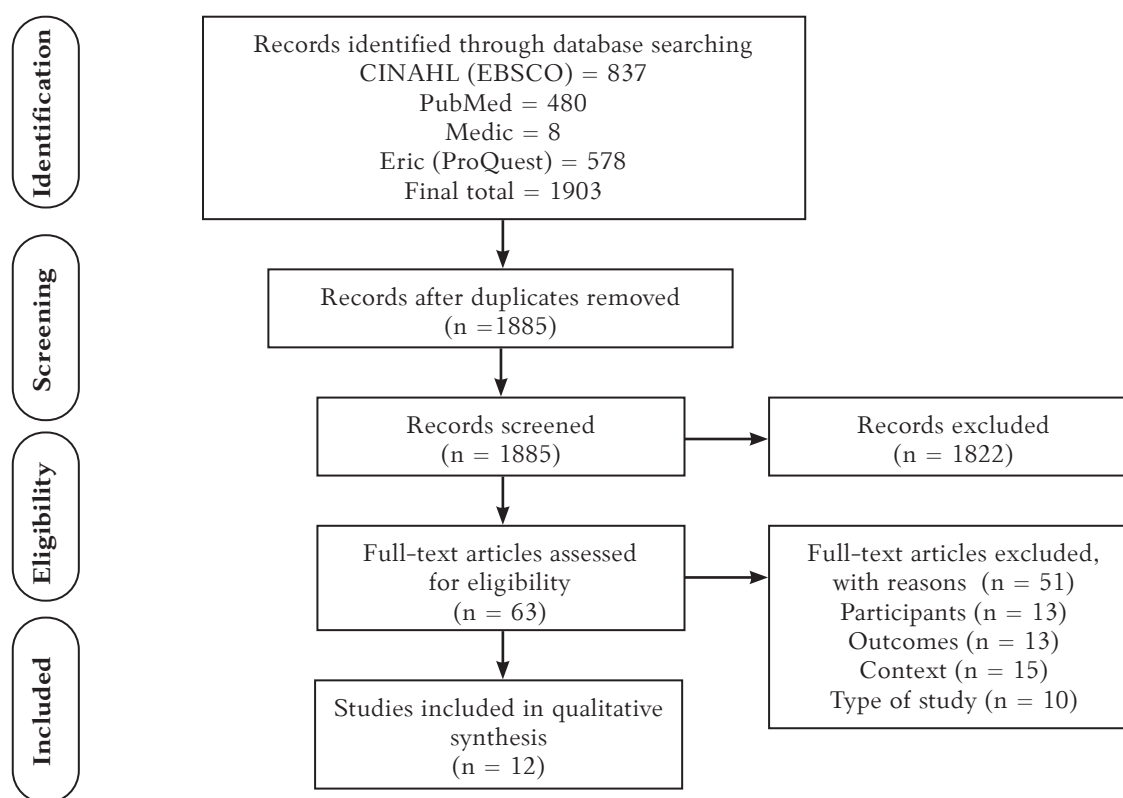 Identification
Records identified through database searching
CINAHL (EBSCO) = 837
PubMed = 480
Medic = 8
Eric (ProQuest) = 578
Final total = 1903
Screening
Records after duplicates removed
(n =1885)
Records screened
(n = 1885)
Records excluded
(n = 1822)
Eligibility
Full-text articles assessed
for eligibility
(n = 63)
Full-text articles excluded,
with reasons (n = 51)
Participants (n = 13)
Outcomes (n = 13)
Context (n = 15)
Type of study (n = 10)
Included
Studies included in qualitative
synthesis
(n = 12)